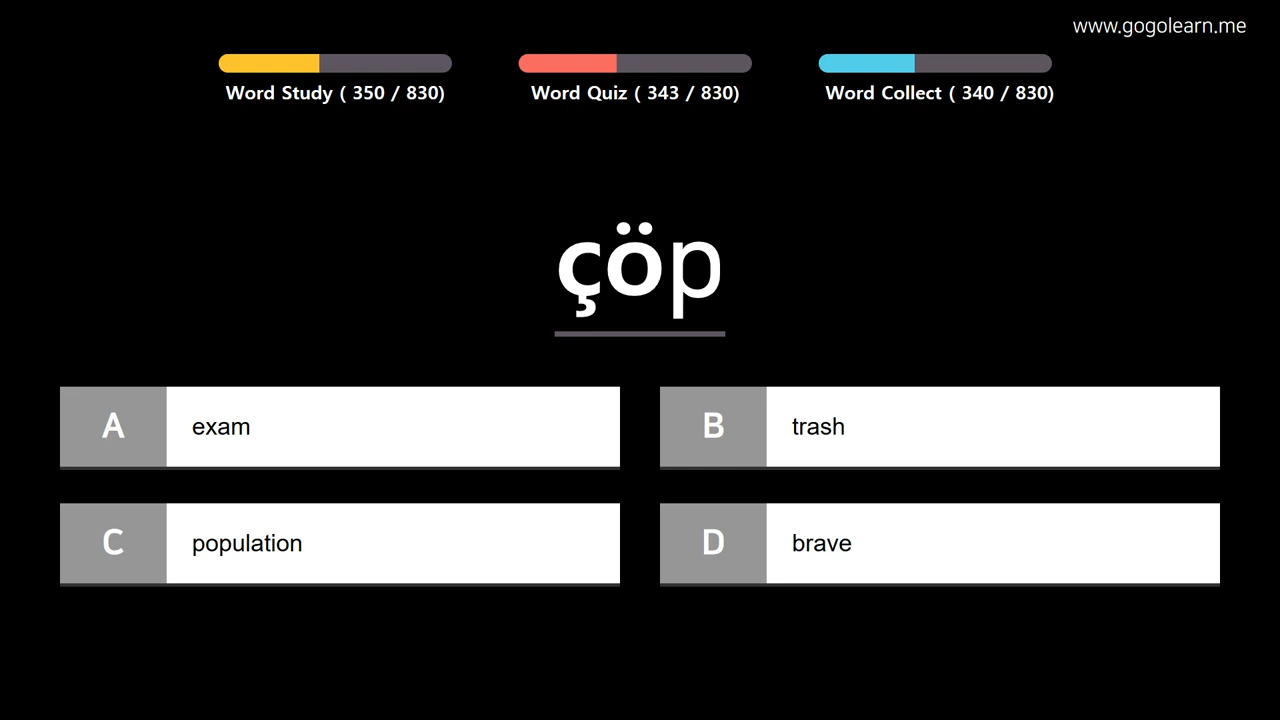 www.gogolearn.me
Word Study ( 350 / 830)
Word Quiz ( 343 / 830)
Word Collect ( 340 / 830)
çöp
A exam
B trash
C population
D brave